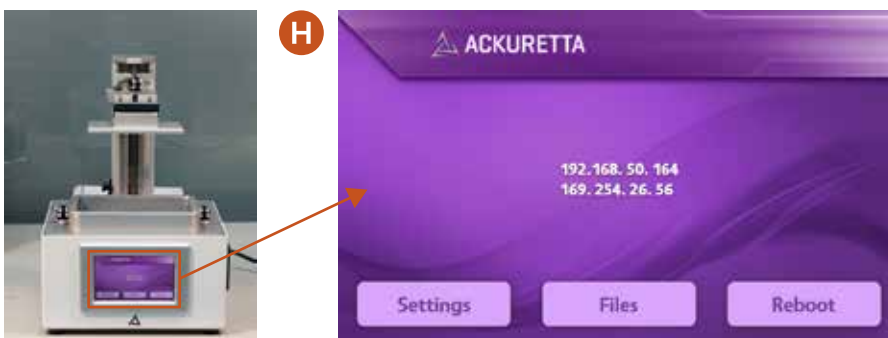 H
ACKURETTA
192.168. 50. 164
169. 254. 26. 56
Settings
Files
Reboot